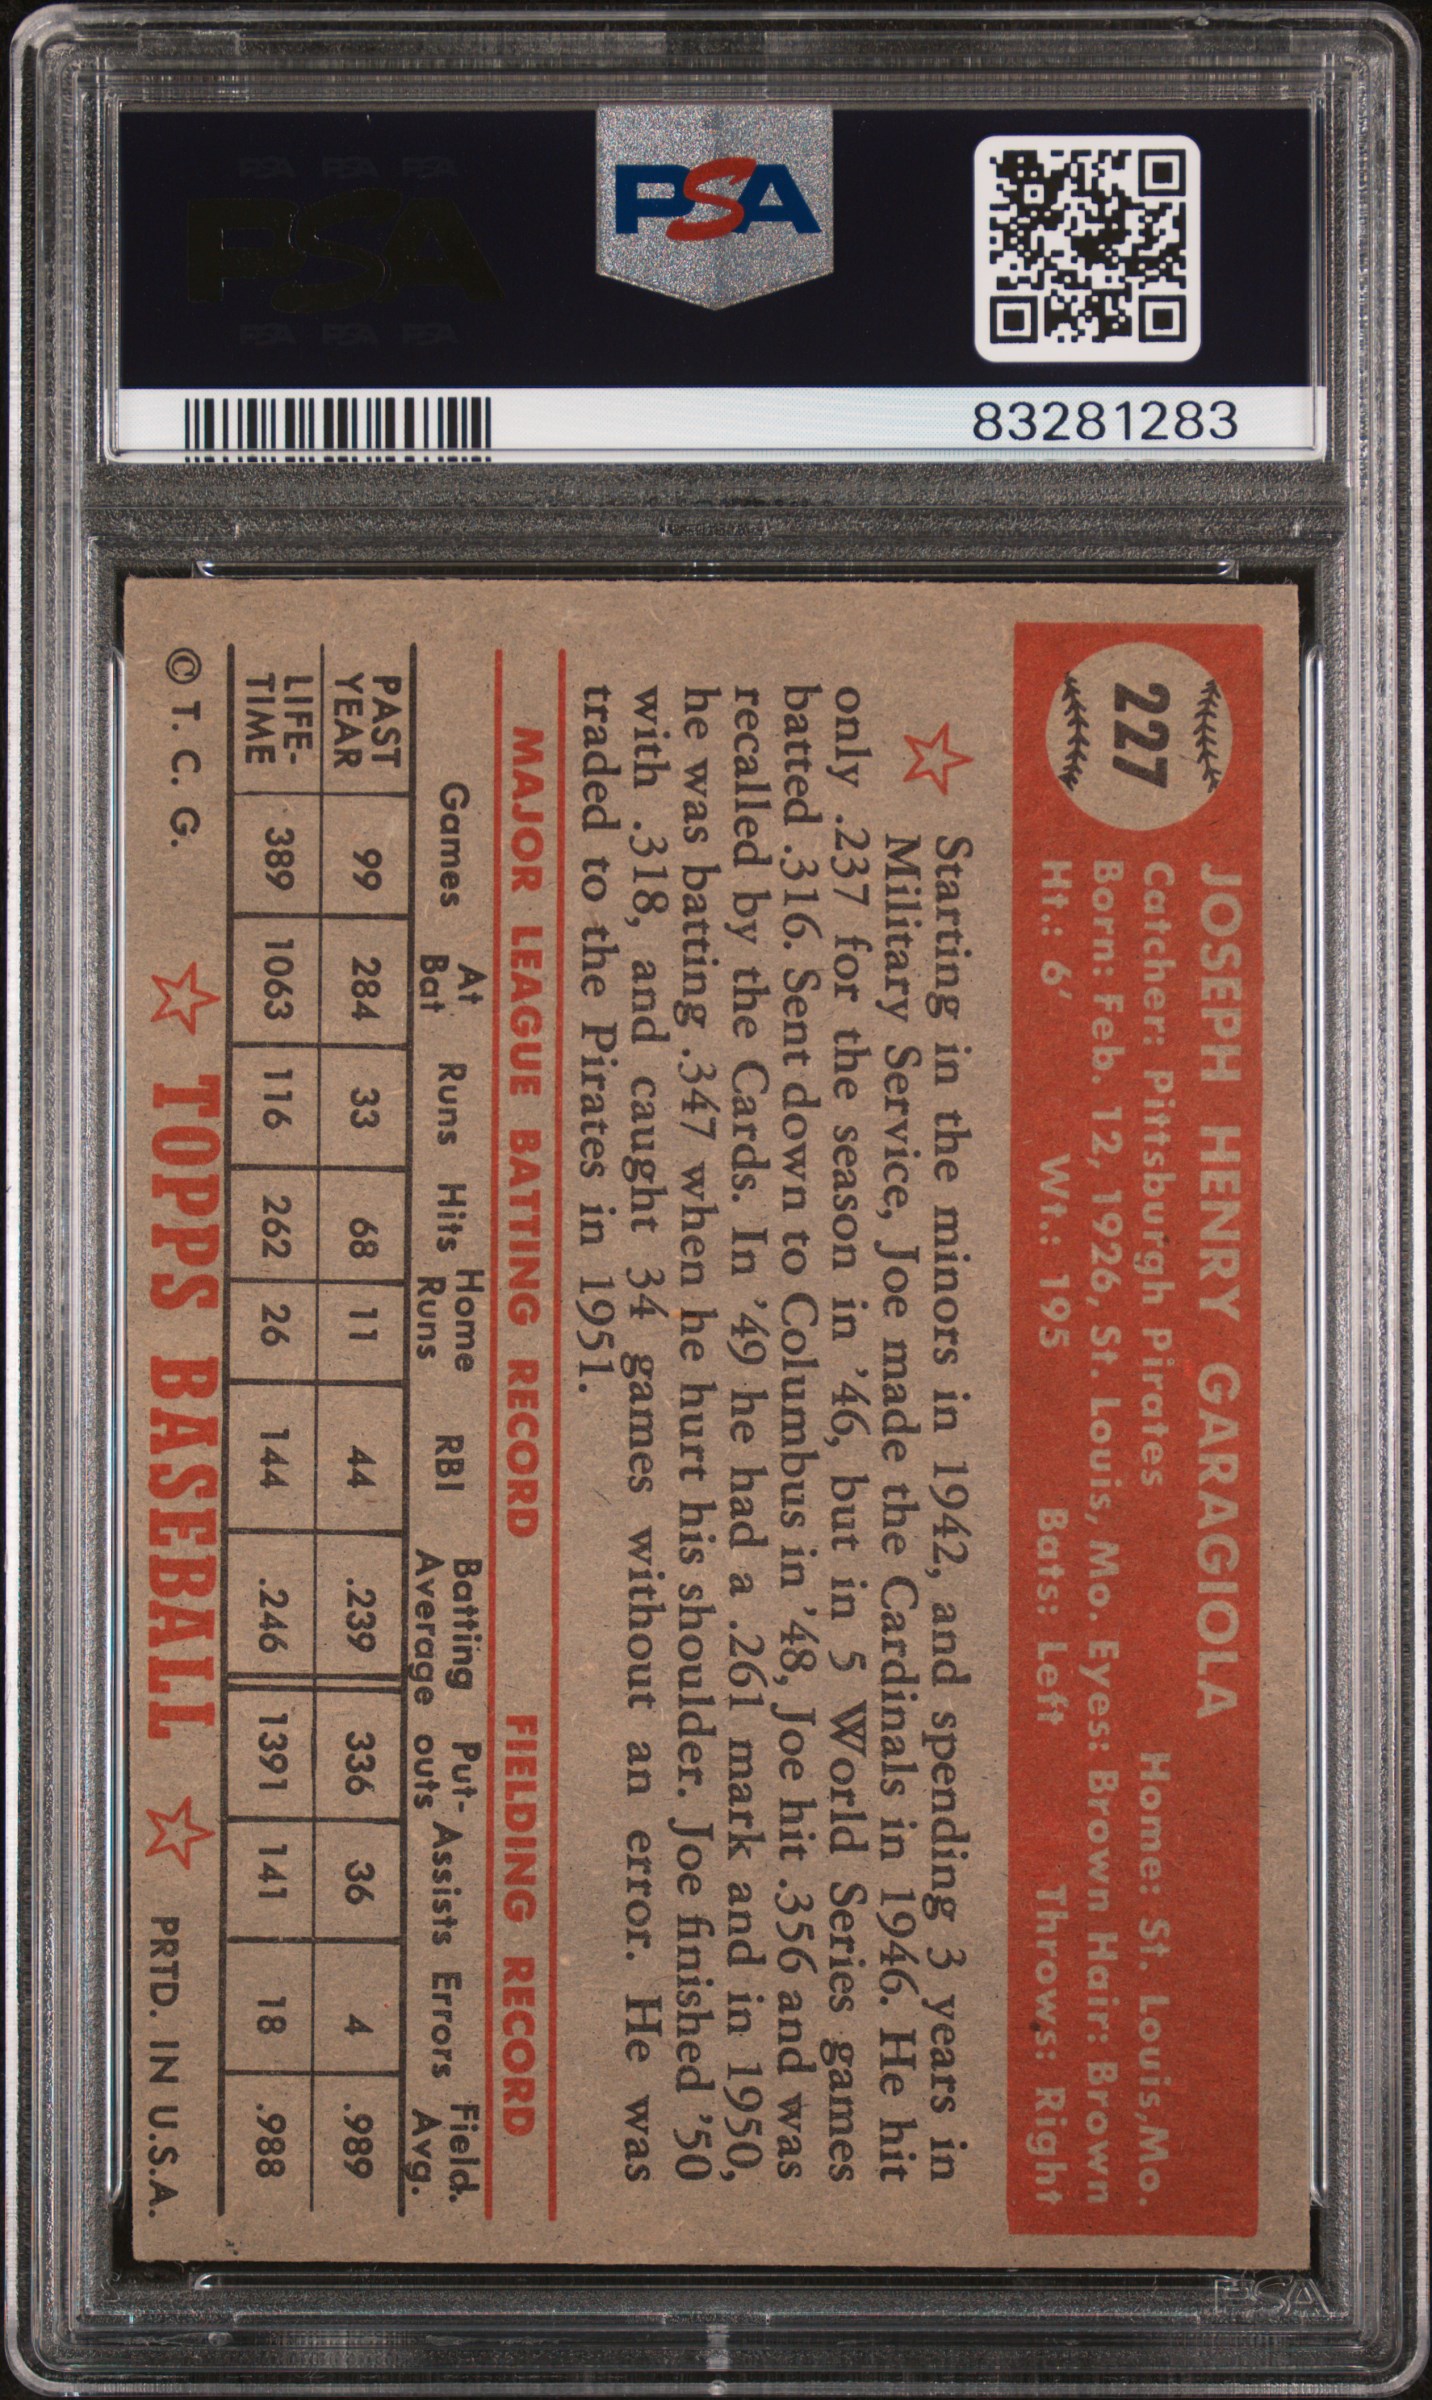 PSA PSA PSA
PSA
PSA PSA PSA
PSA
83281283
227
JOSEPH HENRY GARAGIOLA
Catcher: Pittsburgh Pirates Home: St. Louis, Mo.
Born: Feb. 12, 1926, St. Louis, Mo. Eyes: Brown Hair: Brown
Ht.: 6' Wt.: 195 Bats: Left Throws: Right
Starting in the minors in 1942, and spending 3 years in
Military Service, Joe made the Cardinals in 1946. He hit
only .237 for the season in '46, but in 5 World Series games
batted .316. Sent down to Columbus in '48, Joe hit .356 and was
recalled by the Cards. In '49 he had a .261 mark and in 1950,
he was batting .347 when he hurt his shoulder. Joe finished '50
with .318, and caught 34 games without an error. He was
traded to the Pirates in 1951.
MAJOR LEAGUE BATTING RECORD FIELDING RECORD
Games At Bat Runs Hits Home Runs RBI Batting Average Put-outs Assists Errors Field. Avg.
PAST YEAR 99 284 33 68 11 44 .239 336 36 4 .989
LIFE-TIME 389 1063 116 262 26 144 .246 1391 141 18 .988
© T. C. G. TOPPS BASEBALL PRTD. IN U.S.A.
PSA